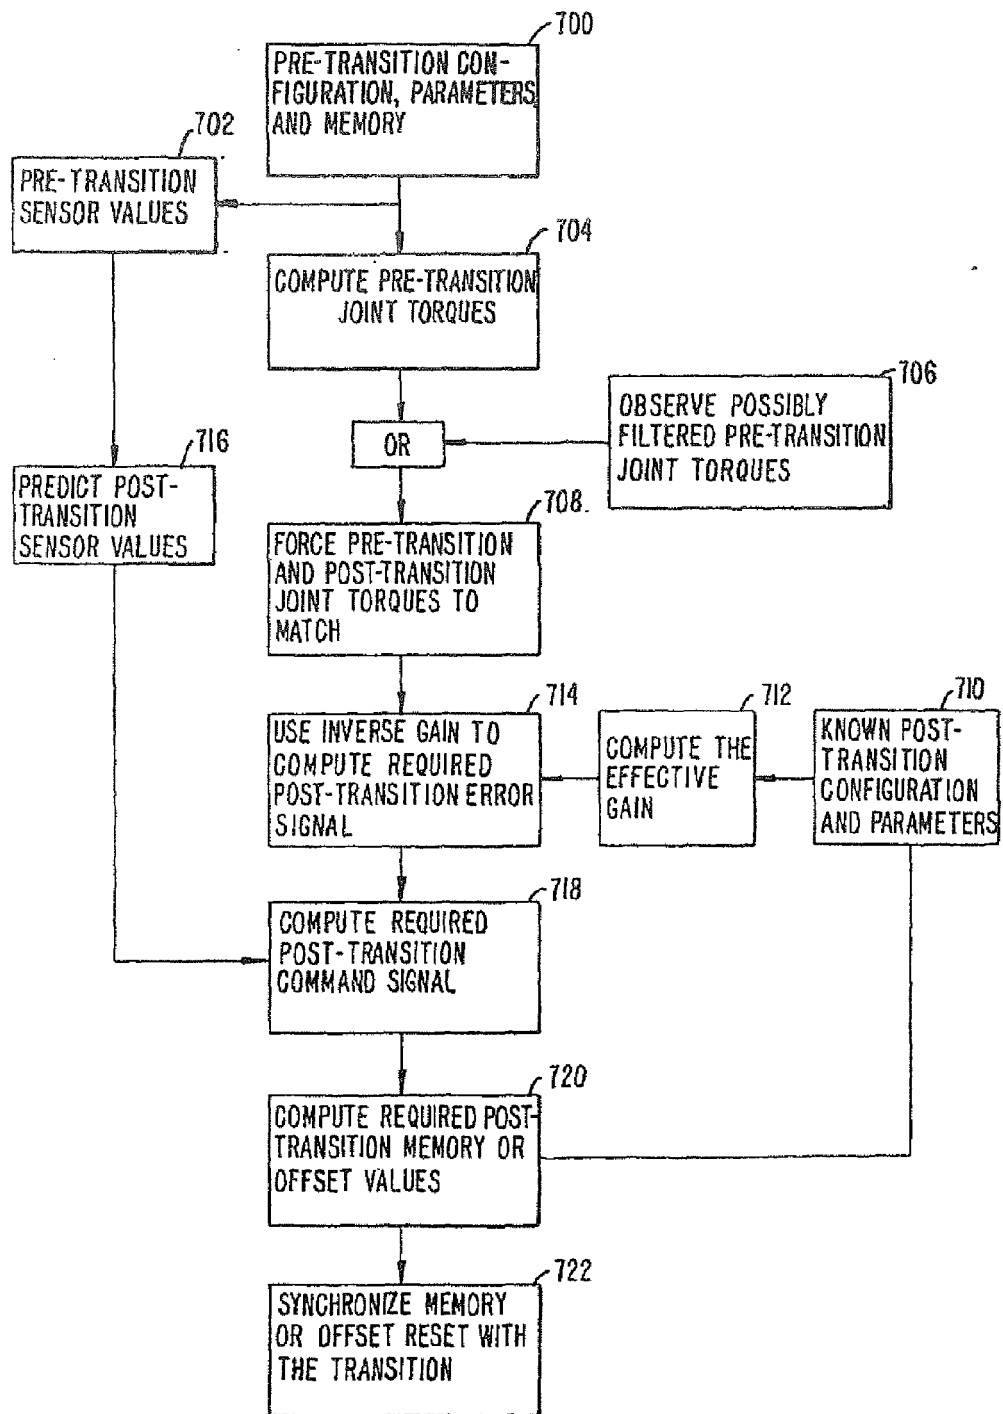 700
PRE-TRANSITION CON-
FIGURATION, PARAMETERS
AND MEMORY
702
PRE-TRANSITION
SENSOR VALUES
704
COMPUTE PRE-TRANSITION
JOINT TORQUES
706
OBSERVE POSSIBLY
FILTERED PRE-TRANSITION
JOINT TORQUES
OR
716
PREDICT POST-
TRANSITION
SENSOR VALUES
708.
FORCE PRE-TRANSITION
AND POST-TRANSITION
JOINT TORQUES TO
MATCH
714
USE INVERSE GAIN TO
COMPUTE REQUIRED
POST-TRANSITION ERROR
SIGNAL
712
COMPUTE THE
EFFECTIVE
GAIN
710
KNOWN POST-
TRANSITION
CONFIGURATION
AND PARAMETERS
718
COMPUTE REQUIRED
POST-TRANSITION
COMMAND SIGNAL
720
COMPUTE REQUIRED POST-
TRANSITION MEMORY OR
OFFSET VALUES
722
SYNCHRONIZE MEMORY
OR OFFSET RESET WITH
THE TRANSITION